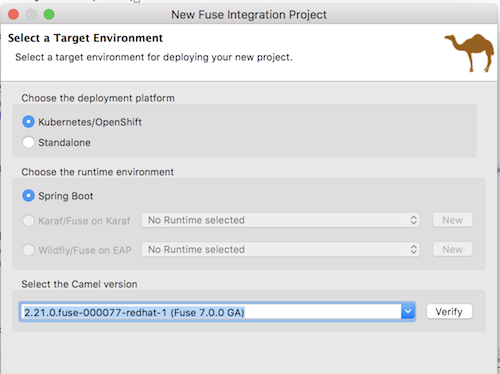 New Fuse Integration Project
Select a Target Environment
Select a target environment for deploying your new project.
Choose the deployment platform
Kubernetes/OpenShift
Standalone
Choose the runtime environment
Spring Boot
Karaf/Fuse on Karaf No Runtime selected New
Wildfly/Fuse on EAP No Runtime selected New
Select the Camel version
2.21.0.fuse-000077-redhat-1 (Fuse 7.0.0 GA) Verify